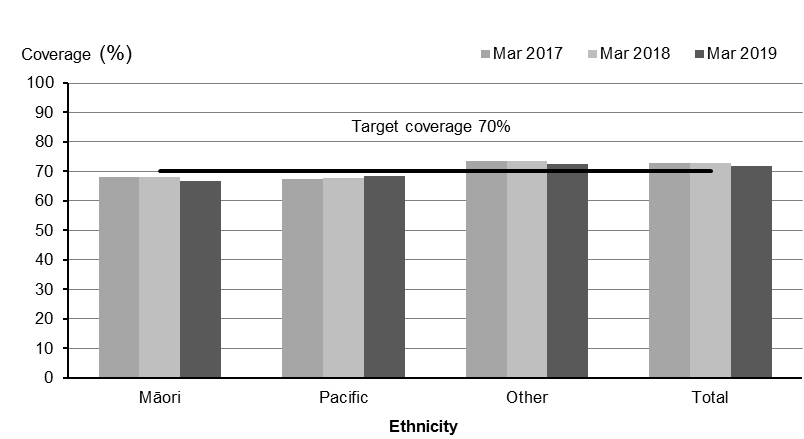 Coverage (%)
Mar 2017 Mar 2018 Mar 2019
100
90
Target coverage 70%
80
70
60
50
40
30
20
10
0
Māori Pacific Other Total
Ethnicity